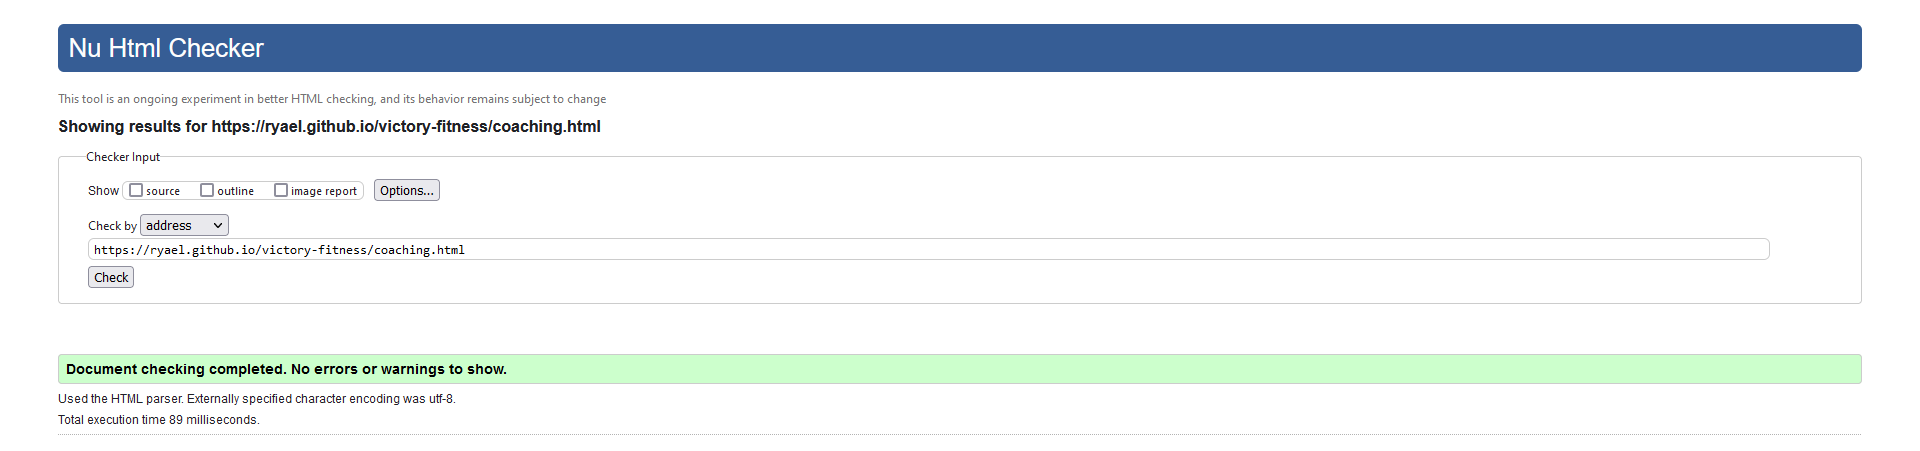 Nu Html Checker
This tool is an ongoing experiment in better HTML checking, and its behavior remains subject to change
Showing results for https://ryael.github.io/victory-fitness/coaching.html
Checker Input
Show source outline image report Options...
Check by address
https://ryael.github.io/victory-fitness/coaching.html
Check
Document checking completed. No errors or warnings to show.
Used the HTML parser. Externally specified character encoding was utf-8.
Total execution time 89 milliseconds.